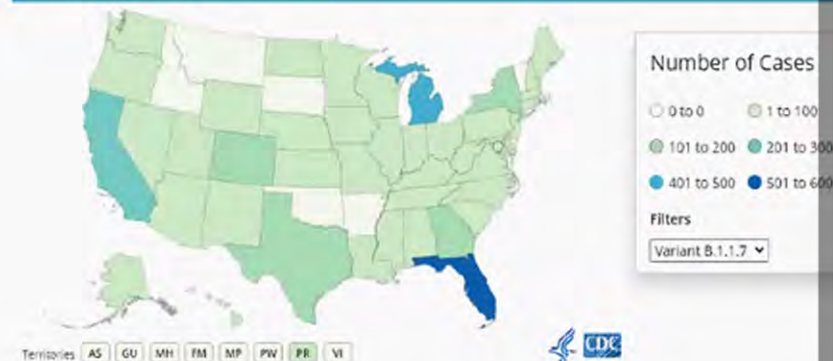 Number of Cases
0 to 0
1 to 100
101 to 200
201 to 300
401 to 500
501 to 600
Filters
Variant B.1.1.7
Territories AS GU MH FM MP PW PR VI
CDC